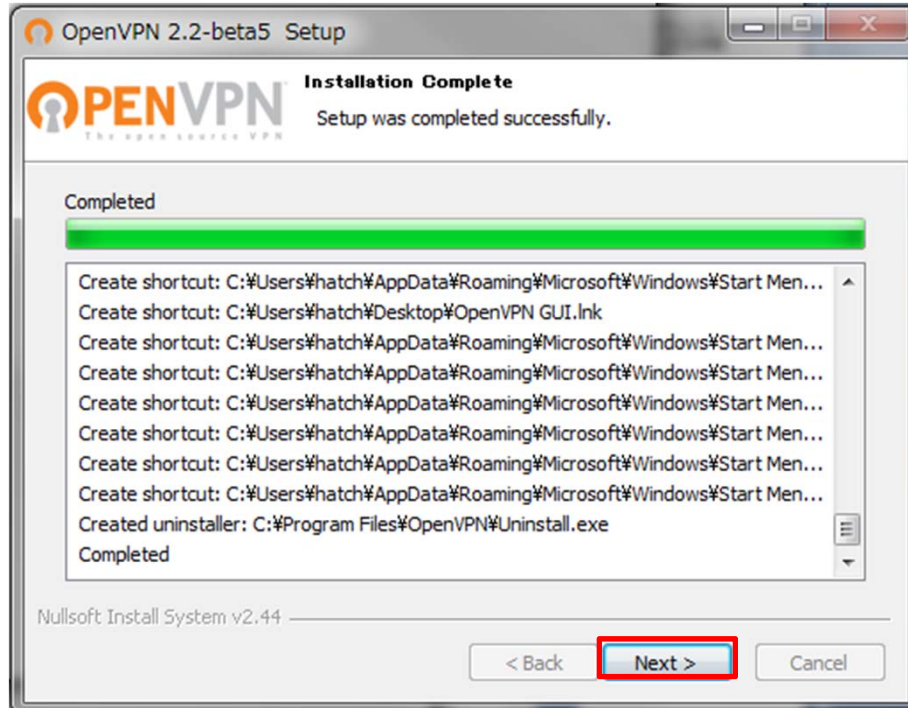 OpenVPN 2.2-beta5 Setup
OPENVPN
The open source VPN
Installation Complete
Setup was completed successfully.
Completed
Create shortcut: C:¥Users¥hatch¥AppData¥Roaming¥Microsoft¥Windows¥Start Men...
Create shortcut: C:¥Users¥hatch¥Desktop¥OpenVPN GUI.lnk
Create shortcut: C:¥Users¥hatch¥AppData¥Roaming¥Microsoft¥Windows¥Start Men...
Create shortcut: C:¥Users¥hatch¥AppData¥Roaming¥Microsoft¥Windows¥Start Men...
Create shortcut: C:¥Users¥hatch¥AppData¥Roaming¥Microsoft¥Windows¥Start Men...
Create shortcut: C:¥Users¥hatch¥AppData¥Roaming¥Microsoft¥Windows¥Start Men...
Create shortcut: C:¥Users¥hatch¥AppData¥Roaming¥Microsoft¥Windows¥Start Men...
Create shortcut: C:¥Users¥hatch¥AppData¥Roaming¥Microsoft¥Windows¥Start Men...
Created uninstaller: C:¥Program Files¥OpenVPN¥Uninstall.exe
Completed
Nullsoft Install System v2.44
< Back
Next >
Cancel